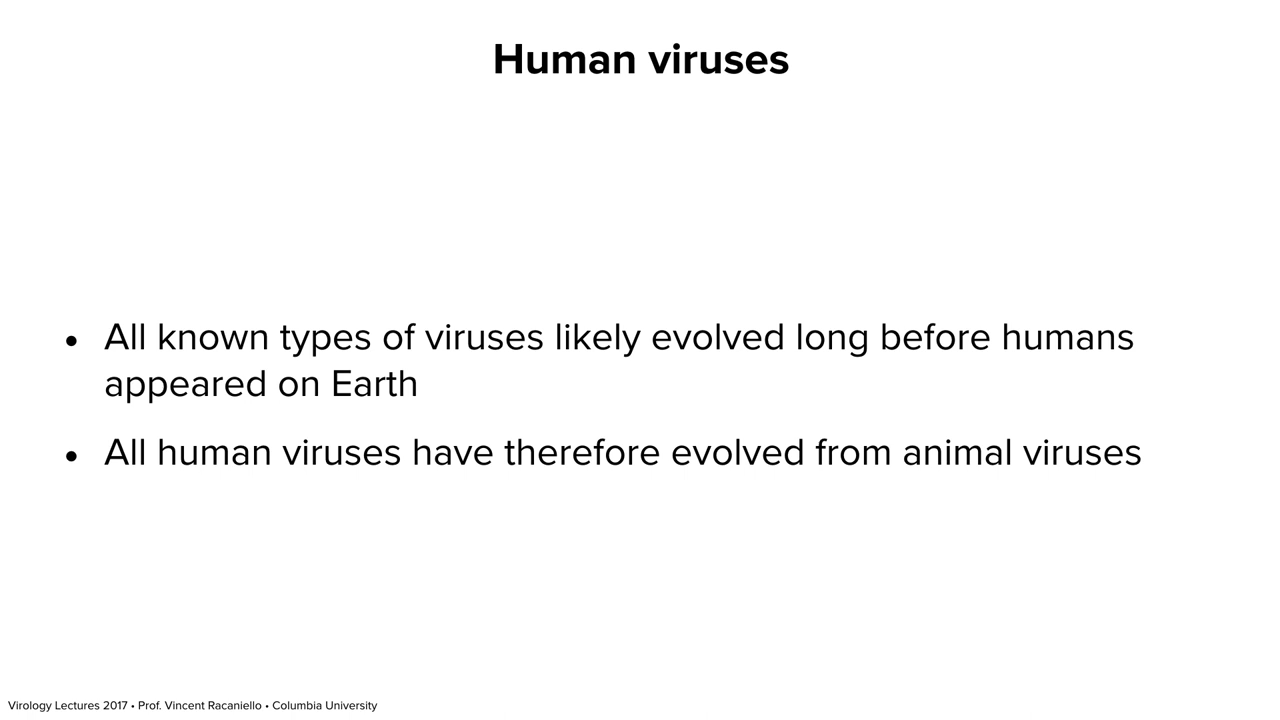 Human viruses
• All known types of viruses likely evolved long before humans
appeared on Earth
• All human viruses have therefore evolved from animal viruses
Virology Lectures 2017 • Prof. Vincent Racaniello • Columbia University